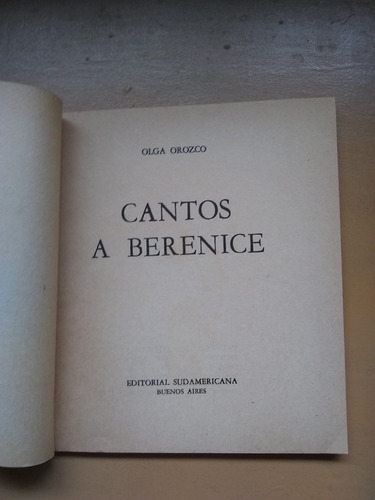 OLGA OROZCO
CANTOS
A BERENICE
EDITORIAL SUDAMERICANA
BUENOS AIRES